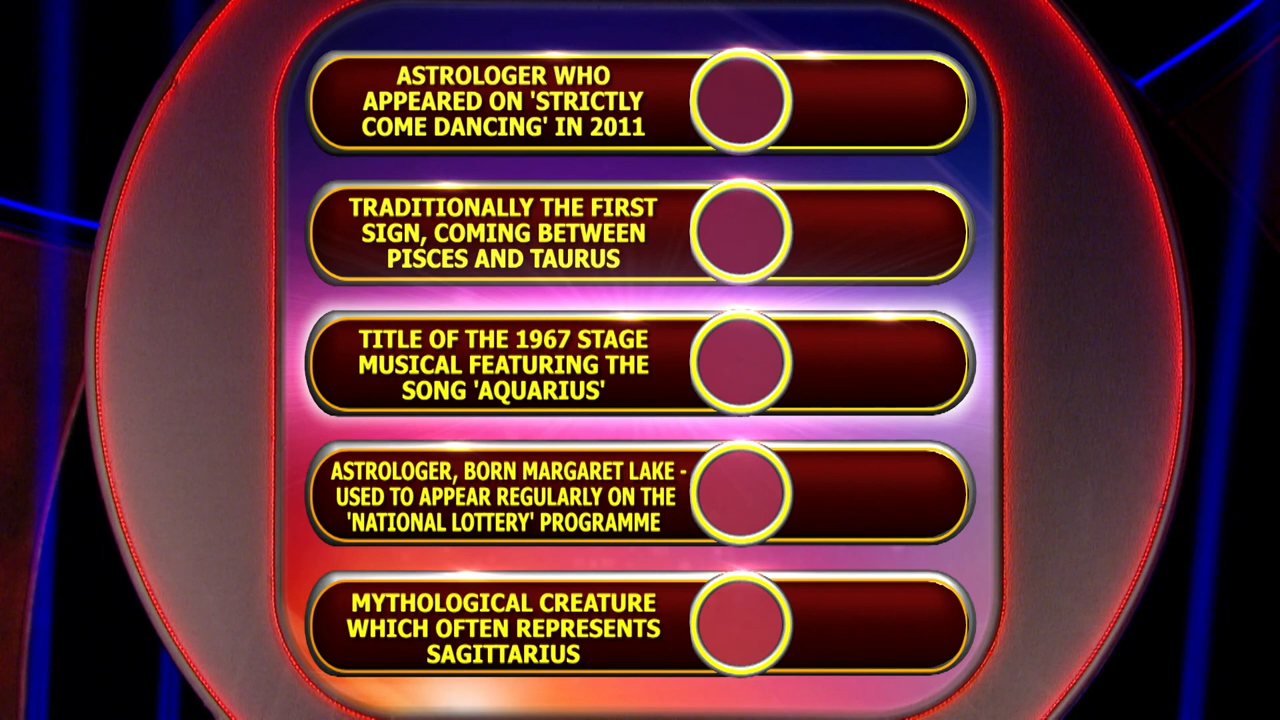 ASTROLOGER WHO
APPEARED ON 'STRICTLY
COME DANCING' IN 2011
TRADITIONALLY THE FIRST
SIGN, COMING BETWEEN
PISCES AND TAURUS
TITLE OF THE 1967 STAGE
MUSICAL FEATURING THE
SONG 'AQUARIUS'
ASTROLOGER, BORN MARGARET LAKE -
USED TO APPEAR REGULARLY ON THE
'NATIONAL LOTTERY' PROGRAMME
MYTHOLOGICAL CREATURE
WHICH OFTEN REPRESENTS
SAGITTARIUS